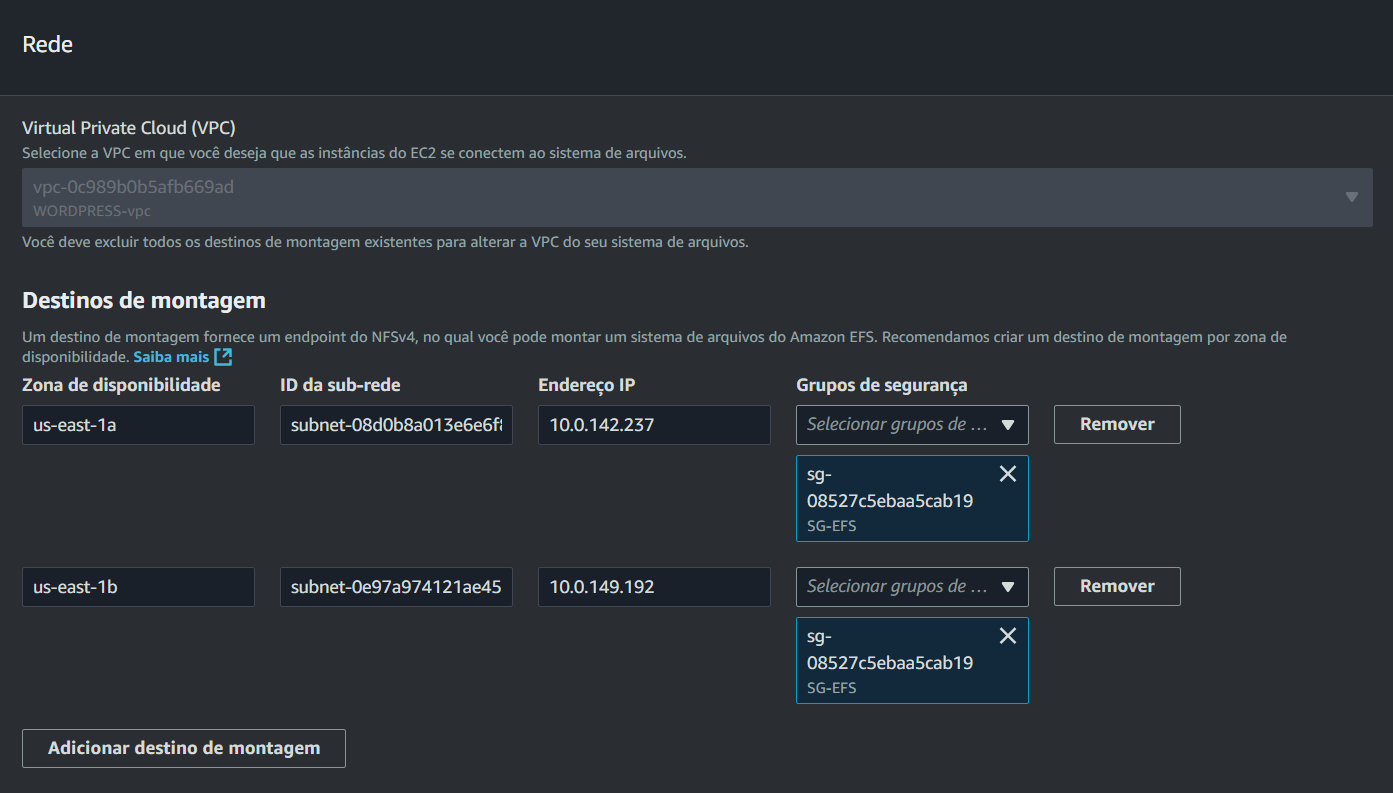 Rede
Virtual Private Cloud (VPC)
Selecione a VPC em que você deseja que as instâncias do EC2 se conectem ao sistema de arquivos.
vpc-0c989b0b5afb669ad
WORDPRESS-vpc
Você deve excluir todos os destinos de montagem existentes para alterar a VPC do seu sistema de arquivos.
Destinos de montagem
Um destino de montagem fornece um endpoint do NFSv4, no qual você pode montar um sistema de arquivos do Amazon EFS. Recomendamos criar um destino de montagem por zona de
disponibilidade. Saiba mais
Zona de disponibilidade ID da sub-rede Endereço IP Grupos de segurança
us-east-1a subnet-08d0b8a013e6e6f8 10.0.142.237 Selecionar grupos de ... Remover
sg-
08527c5ebaa5cab19
SG-EFS
us-east-1b subnet-0e97a974121ae45 10.0.149.192 Selecionar grupos de ... Remover
sg-
08527c5ebaa5cab19
SG-EFS
Adicionar destino de montagem